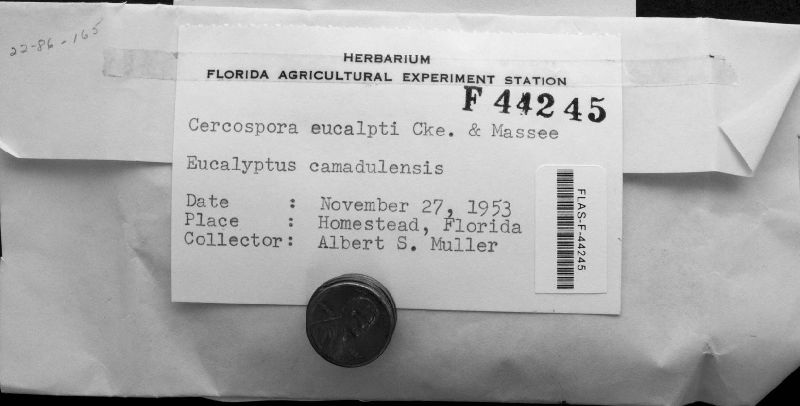 22-86-165
HERBARIUM
FLORIDA AGRICULTURAL EXPERIMENT STATION
F 44245
Cercospora eucalpti Cke. & Massee
Eucalyptus camadulensis
Date : November 27, 1953
Place : Homestead, Florida
Collector: Albert S. Muller
FLAS-F-44245